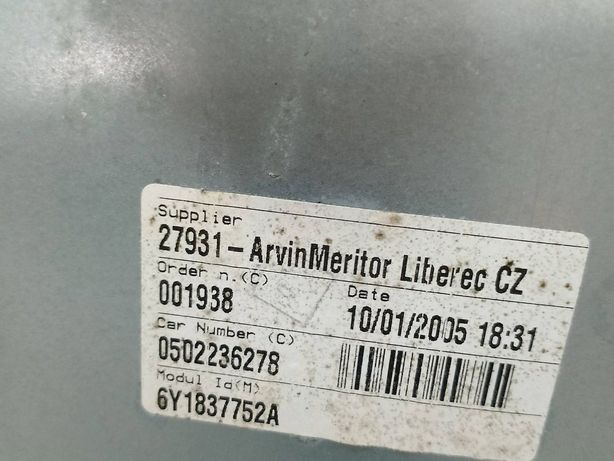 Supplier
27931-ArvinMeritor Liberec CZ
Order n.(C)
001938
Date
10/01/2005 18:31
Car Number (C)
0502236278
Modul Id(M)
6Y1837752A